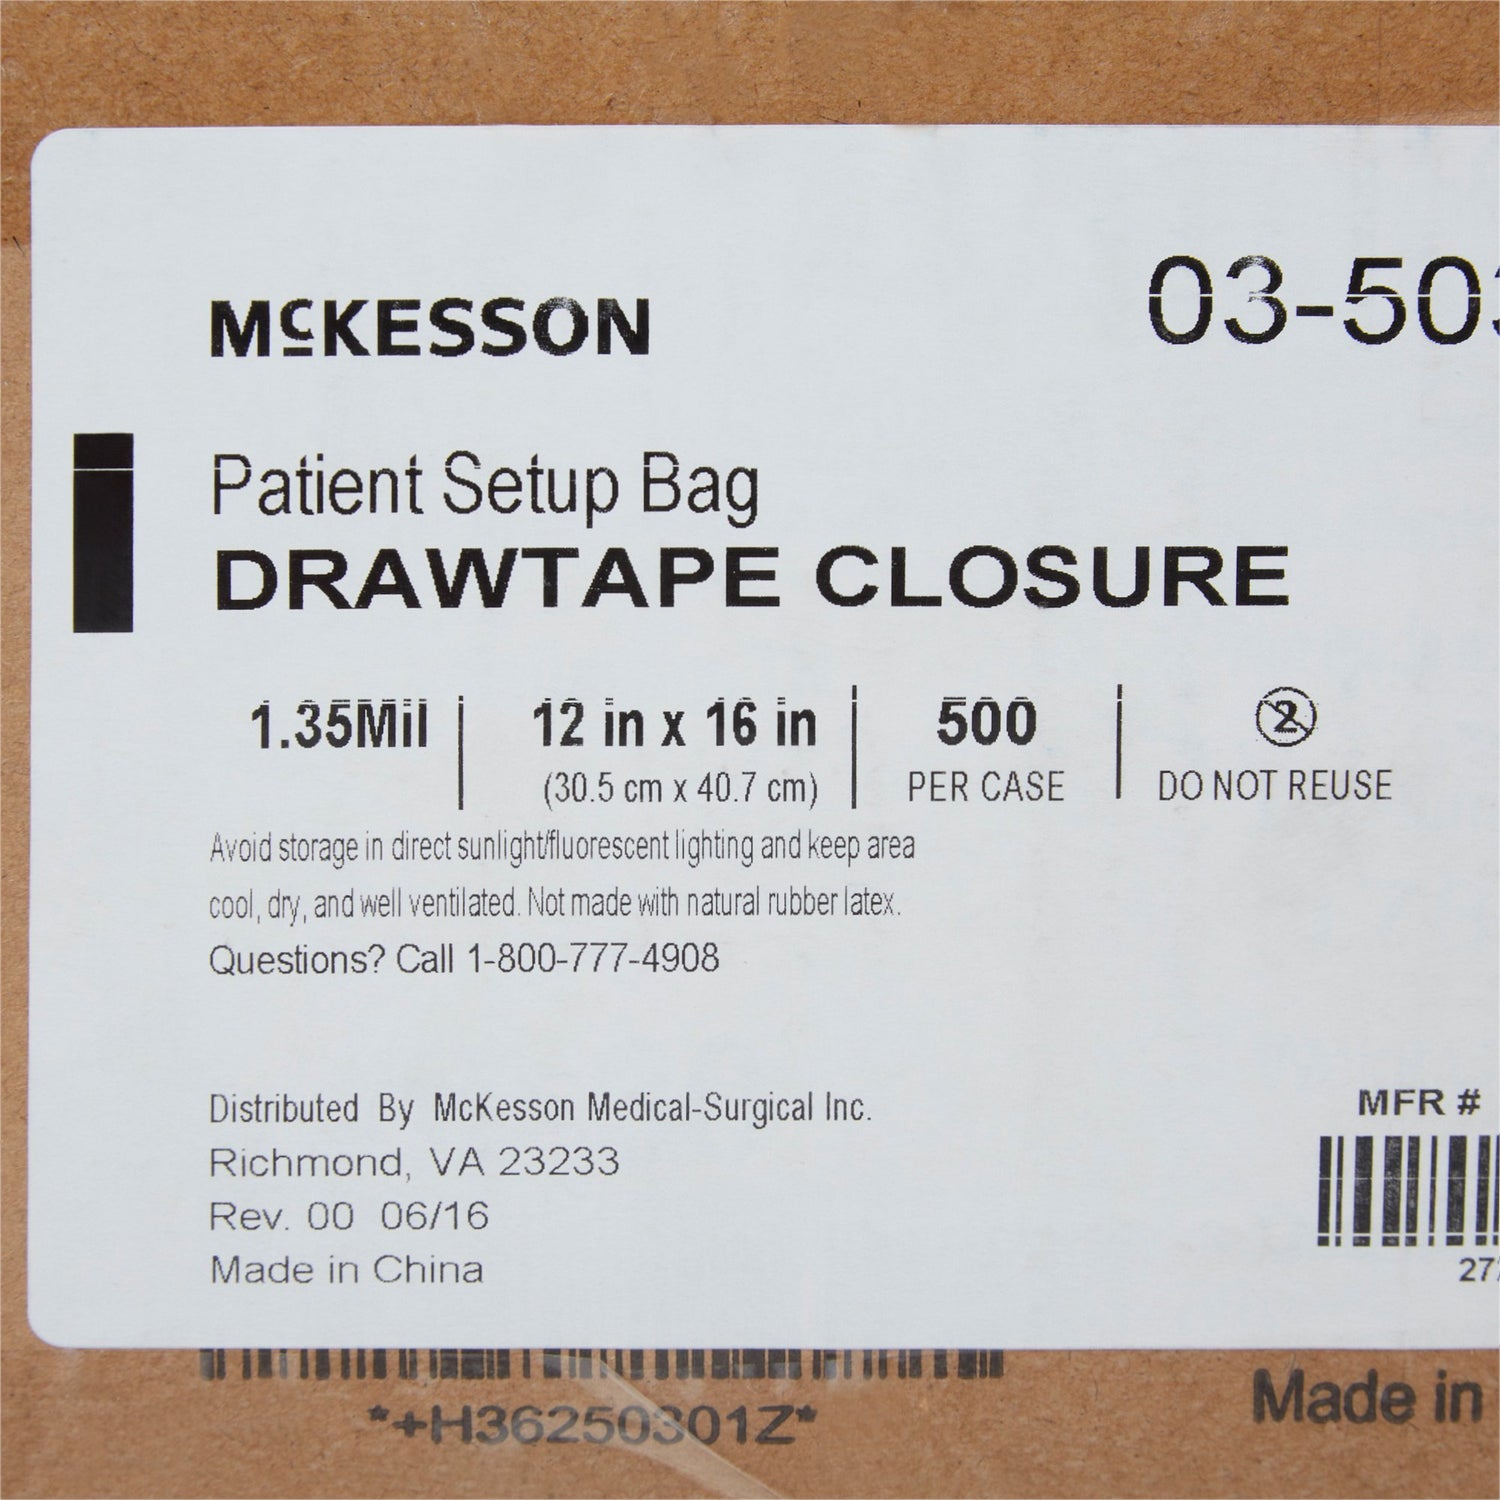 McKESSON
03-50
Patient Setup Bag
DRAWTAPE CLOSURE
1.35Mil
12 in x 16 in
(30.5 cm x 40.7 cm)
500
PER CASE
2
DO NOT REUSE
Avoid storage in direct sunlight/fluorescent lighting and keep area
cool, dry, and well ventilated. Not made with natural rubber latex.
Questions? Call 1-800-777-4908
Distributed By McKesson Medical-Surgical Inc.
Richmond, VA 23233
Rev. 00 06/16
Made in China
MFR #
27
*+H36250301Z*
Made in